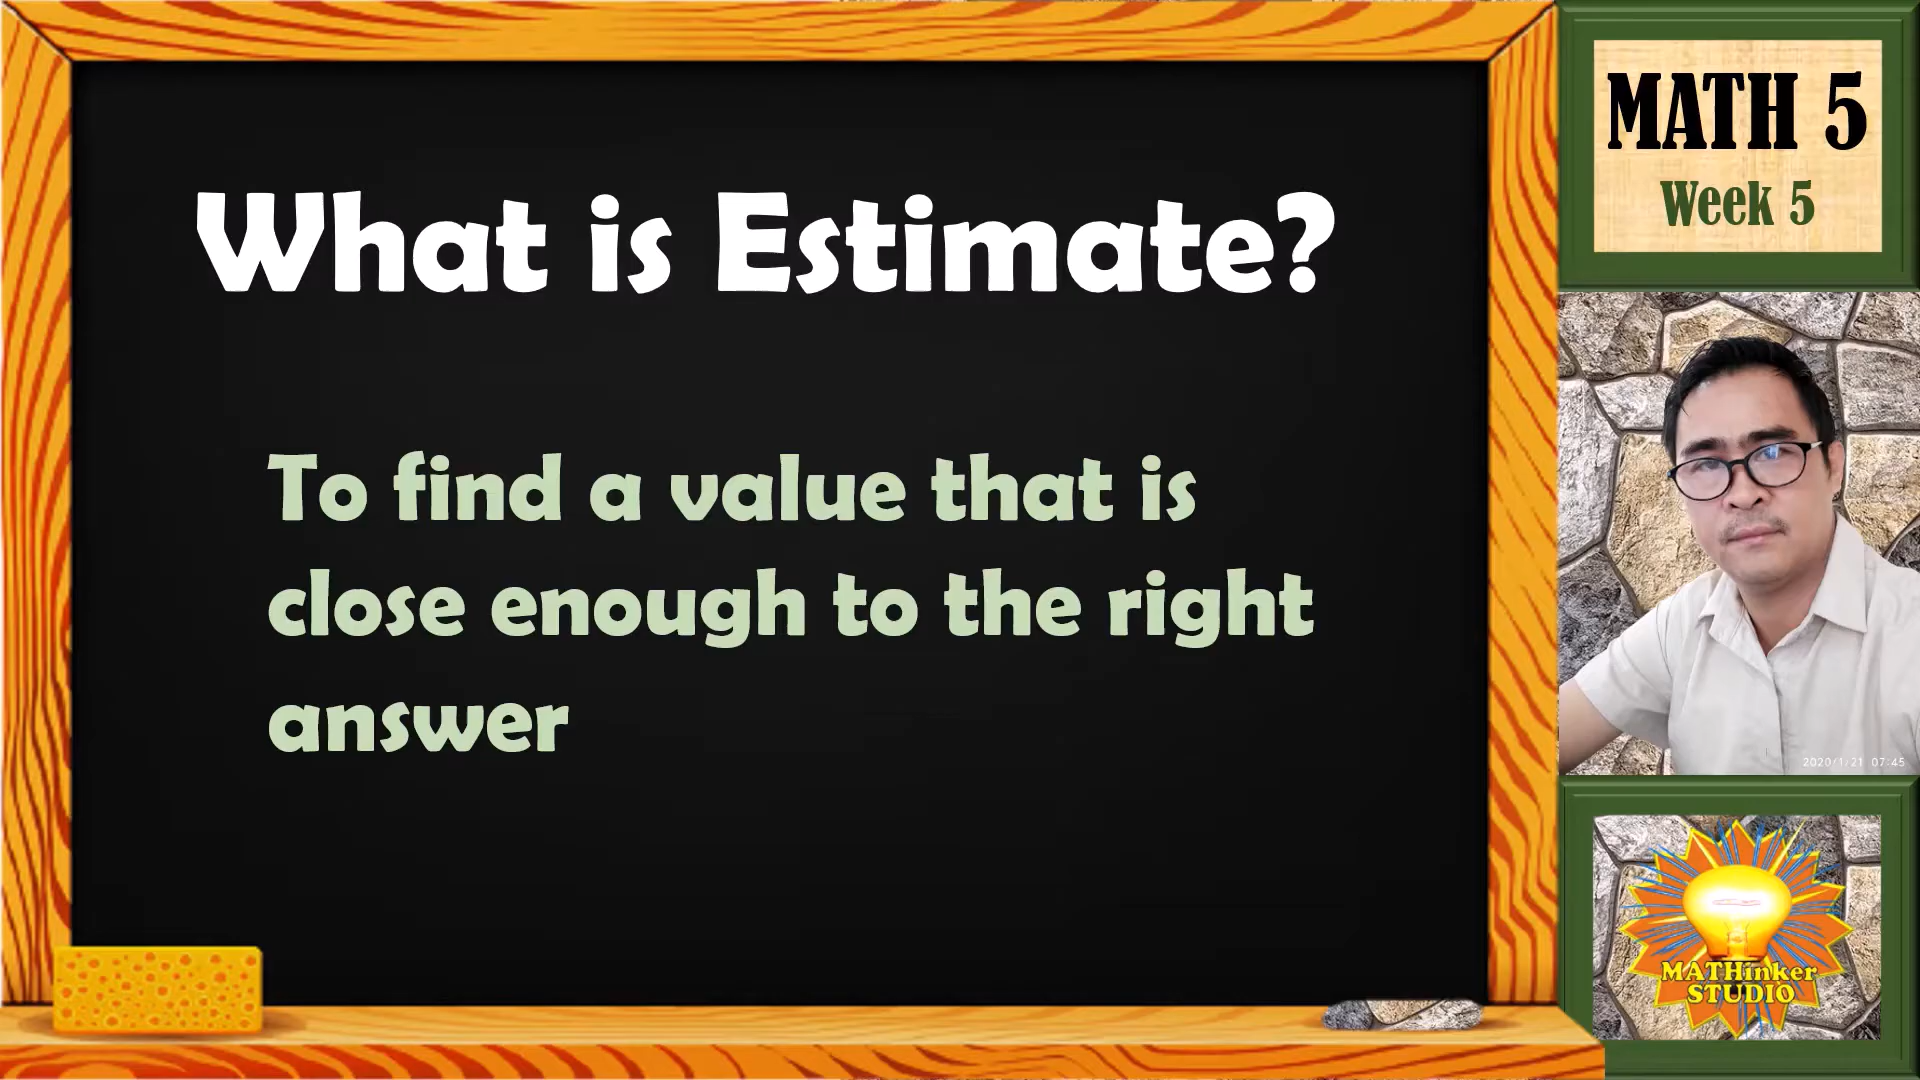 What is Estimate?
To find a value that is
close enough to the right
answer
MATH 5
Week 5
2020/1/21 07:45
MATHinker
STUDIO